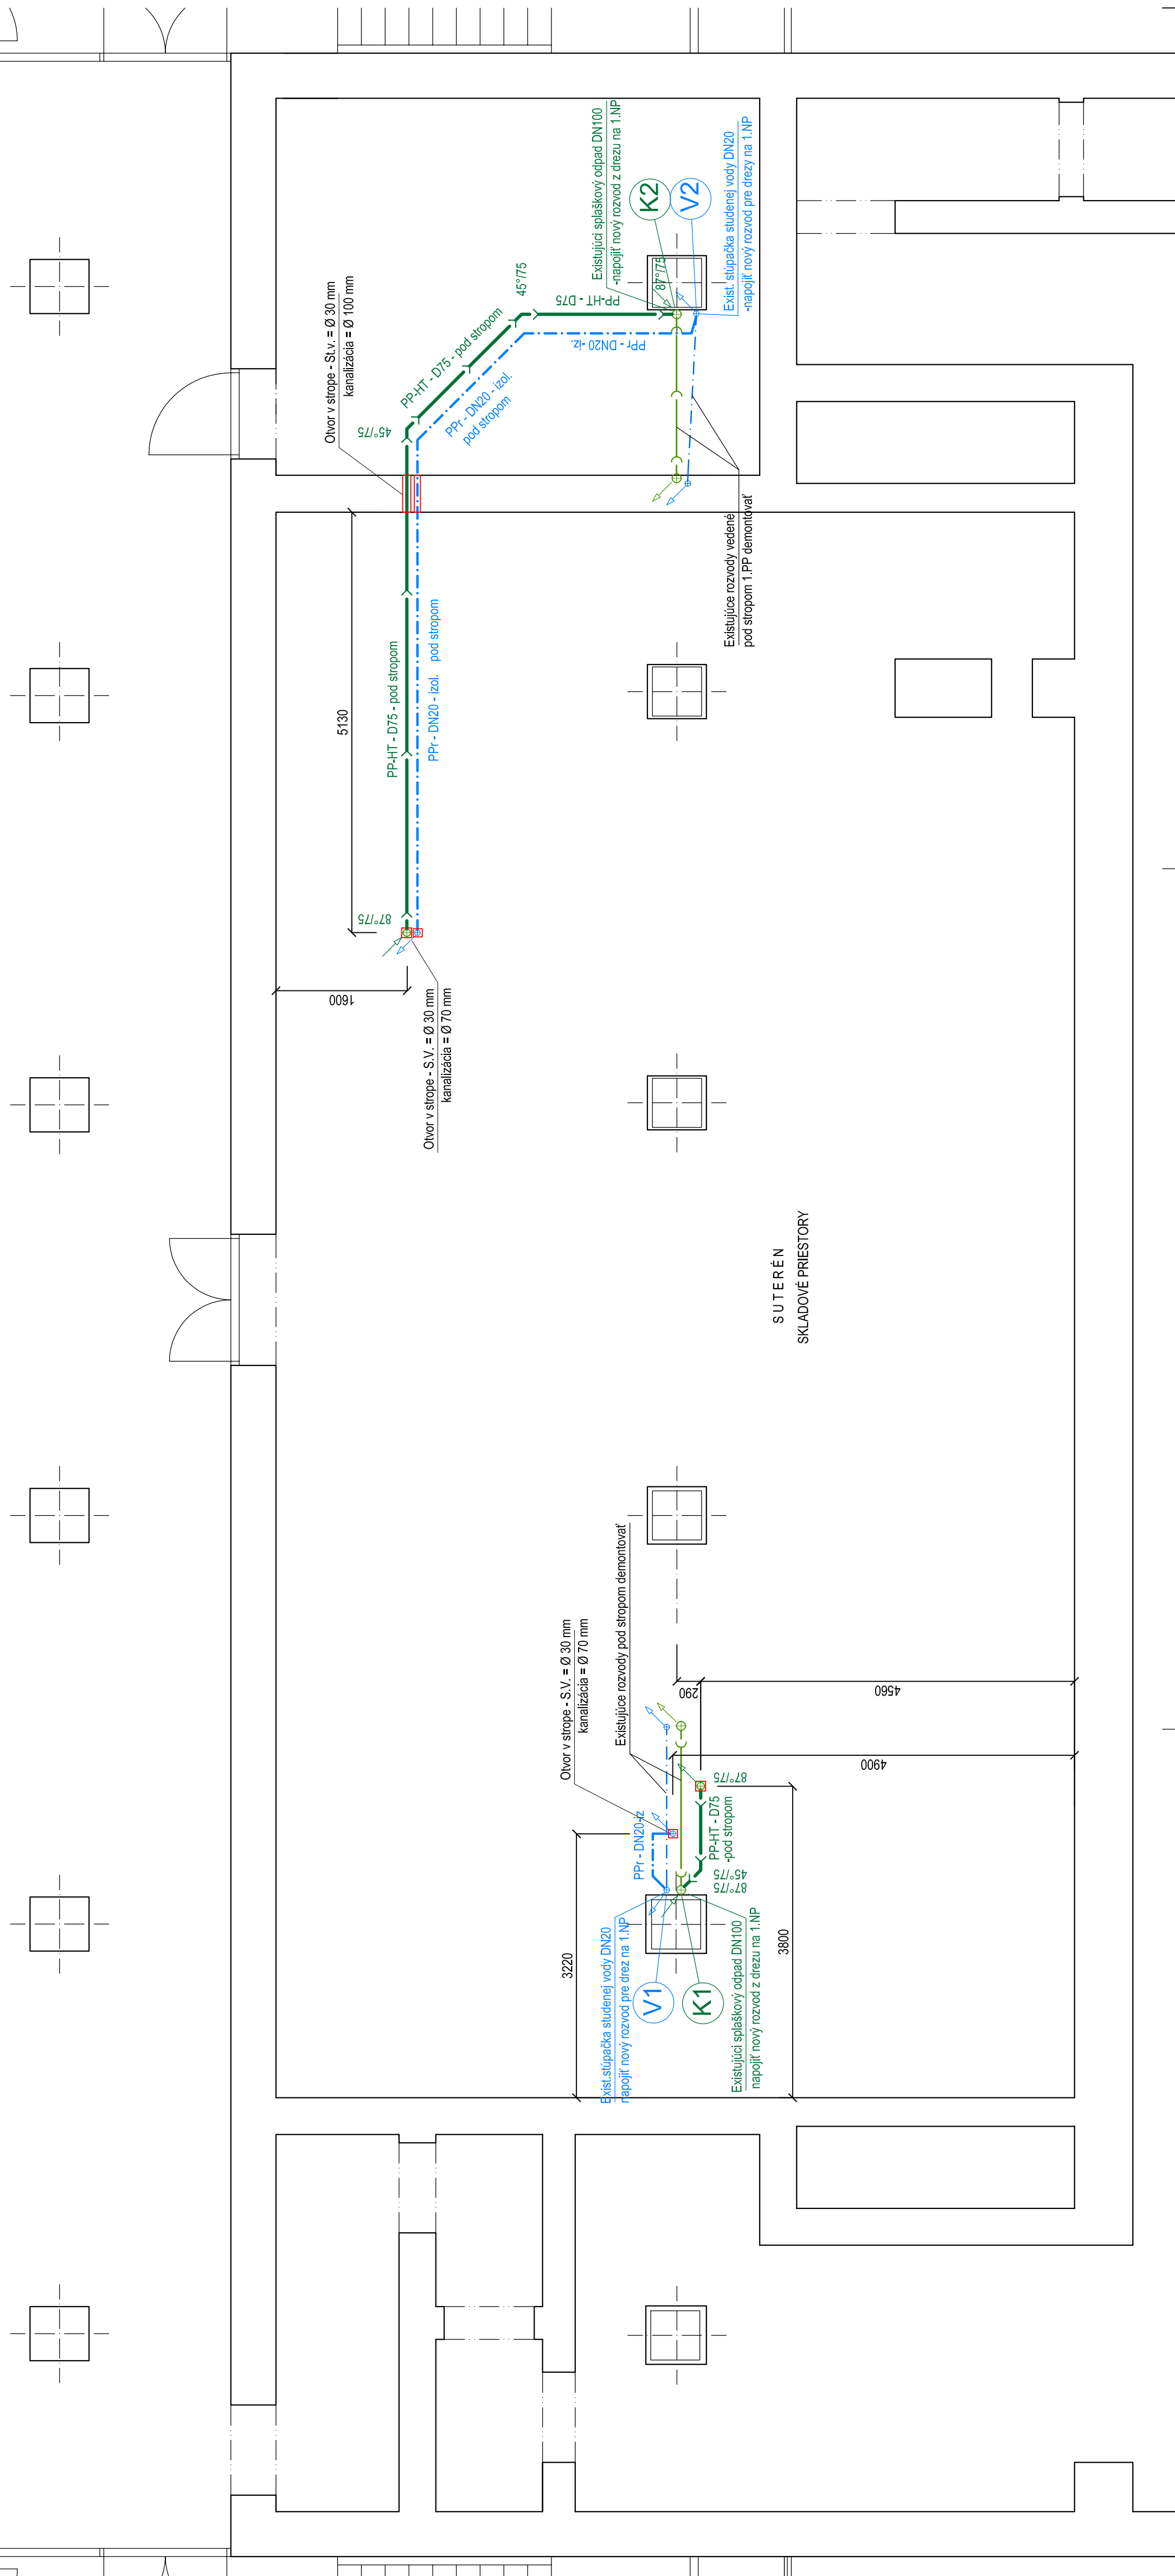 Existujúci splaškový odpad DN100
-napojiť nový rozvod z drezu na 1.NP
K2
V2
Exist. stúpačka studenej vody DN20
-napojiť nový rozvod pre drezy na 1.NP
87°/75
45°/75
PP-HT - D75
PPr - DN20 - iz.
PP-HT - D75 - pod stropom
PPr - DN20 - izol.
pod stropom
45°/75
Otvor v strope - St.v. = Ø 30 mm
kanalizácia = Ø 100 mm
Existujúce rozvody vedené
pod stropom 1.PP demontovať
5130
PP-HT - D75 - pod stropom
PPr - DN20 - izol. pod stropom
87°/75
1600
Otvor v strope - S.V. = Ø 30 mm
kanalizácia = Ø 70 mm
SUTERÉN
SKLADOVÉ PRIESTORY
Otvor v strope - S.V. = Ø 30 mm
kanalizácia = Ø 70 mm
Existujúce rozvody pod stropom demontovať
290
4560
4900
87°/75
PPr - DN20-iz
PP-HT - D75
-pod stropom
45°/75
87°/75
3220
3800
Exist.stúpačka studenej vody DN20
napojiť nový rozvod pre drez na 1.NP
V1
K1
Existujúci splaškový odpad DN100
napojiť nový rozvod z drezu na 1.NP